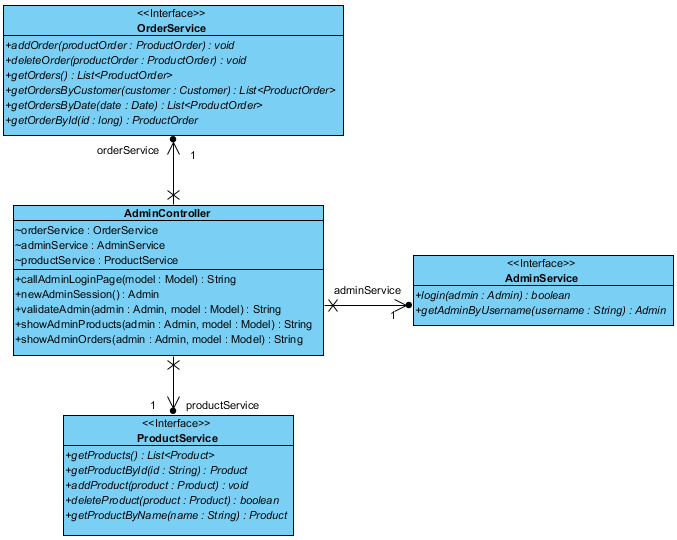 <<Interface>>
OrderService
+addOrder(productOrder : ProductOrder) : void
+deleteOrder(productOrder : ProductOrder) : void
+getOrders() : List<ProductOrder>
+getOrdersByCustomer(customer : Customer) : List<ProductOrder>
+getOrdersByDate(date : Date) : List<ProductOrder>
+getOrderById(id : long) : ProductOrder
orderService
1
AdminController
~orderService : OrderService
~adminService : AdminService
~productService : ProductService
+callAdminLoginPage(model : Model) : String
+newAdminSession() : Admin
+validateAdmin(admin : Admin, model : Model) : String
+showAdminProducts(admin : Admin, model : Model) : String
+showAdminOrders(admin : Admin, model : Model) : String
adminService
1
<<Interface>>
AdminService
+login(admin : Admin) : boolean
+getAdminByUsername(username : String) : Admin
1
productService
<<Interface>>
ProductService
+getProducts() : List<Product>
+getProductById(id : String) : Product
+addProduct(product : Product) : void
+deleteProduct(product : Product) : boolean
+getProductByName(name : String) : Product